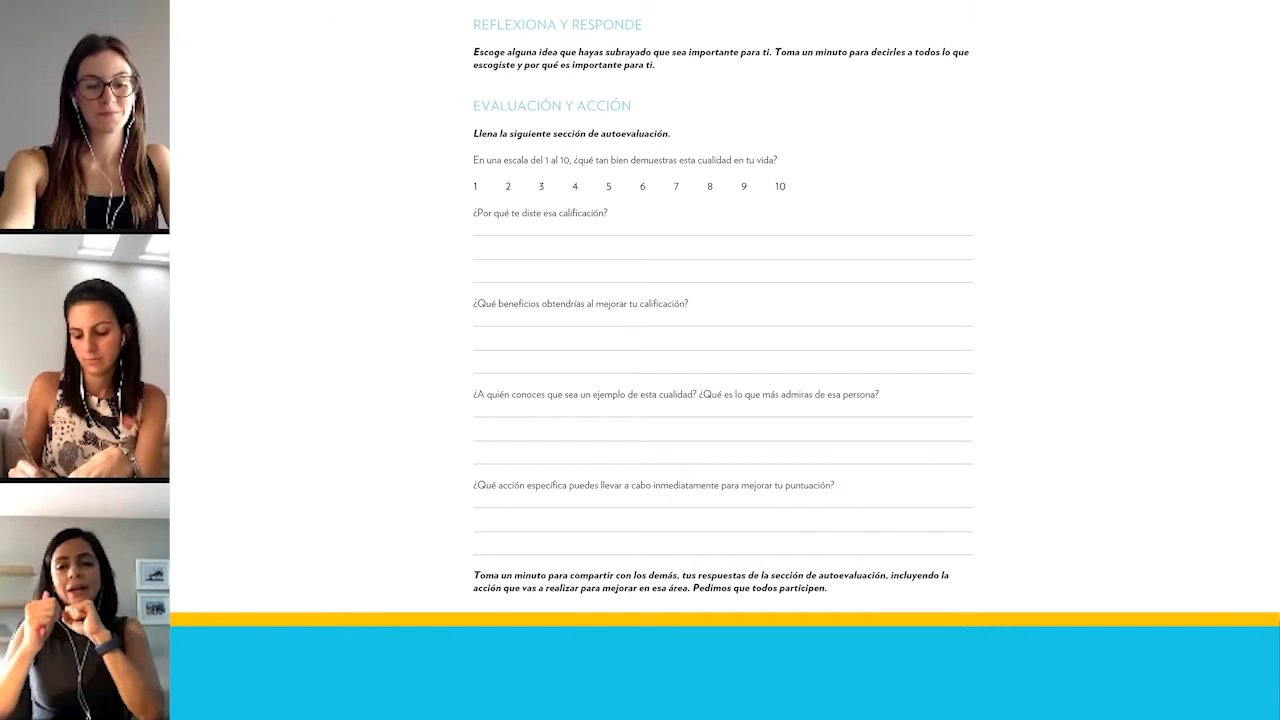 REFLEXIONA Y RESPONDE
Escoge alguna idea que hayas subrayado que sea importante para ti. Toma un minuto para decirles a todos lo que
escogiste y por qué es importante para ti.
EVALUACIÓN Y ACCIÓN
Llena la siguiente sección de autoevaluación.
En una escala del 1 al 10, ¿qué tan bien demuestras esta cualidad en tu vida?
1 2 3 4 5 6 7 8 9 10
¿Por qué te diste esa calificación?
¿Qué beneficios obtendrías al mejorar tu calificación?
¿A quién conoces que sea un ejemplo de esta cualidad? ¿Qué es lo que más admiras de esa persona?
¿Qué acción específica puedes llevar a cabo inmediatamente para mejorar tu puntuación?
Toma un minuto para compartir con los demás, tus respuestas de la sección de autoevaluación, incluyendo la
acción que vas a realizar para mejorar en esa área. Pedimos que todos participen.